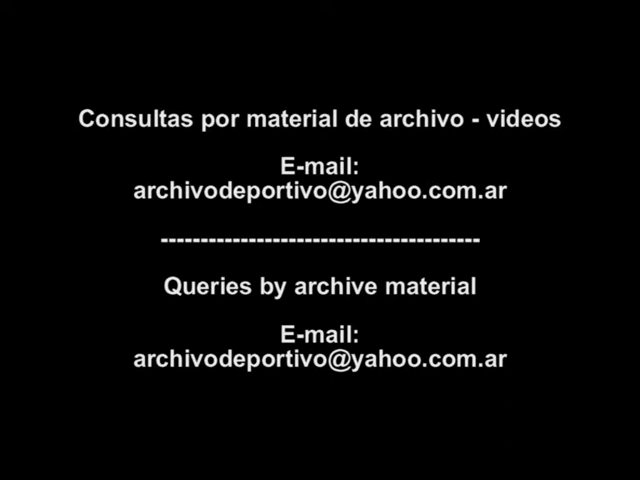 Consultas por material de archivo - videos
E-mail:
archivodeportivo@yahoo.com.ar
----------------------------------------
Queries by archive material
E-mail:
archivodeportivo@yahoo.com.ar